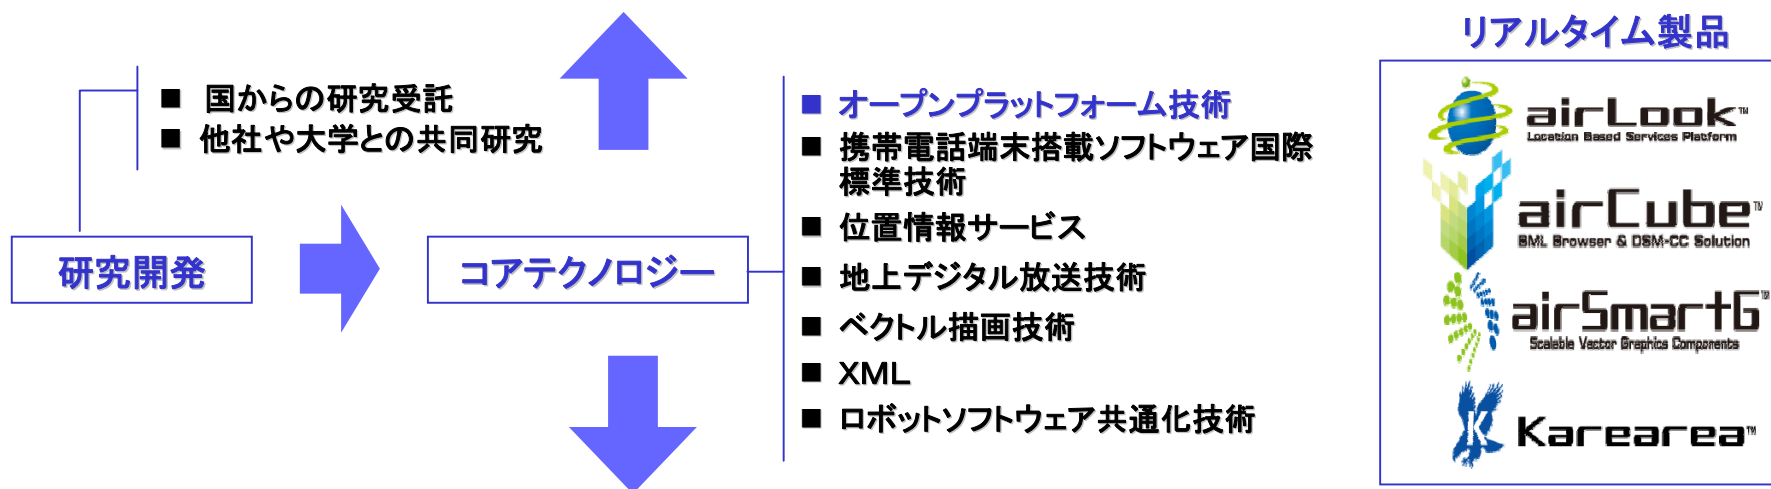 ■ 国からの研究受託
■ 他社や大学との共同研究
研究開発
コアテクノロジー
■ オープンプラットフォーム技術
■ 携帯電話端末搭載ソフトウェア国際
標準技術
■ 位置情報サービス
■ 地上デジタル放送技術
■ ベクトル描画技術
■ XML
■ ロボットソフトウェア共通化技術
リアルタイム製品
airLook™
Location Based Services Platform
airCube™
BML Browser & DSM-CC Solution
airSmartG™
Scalable Vector Graphics Components
K
Karearea™